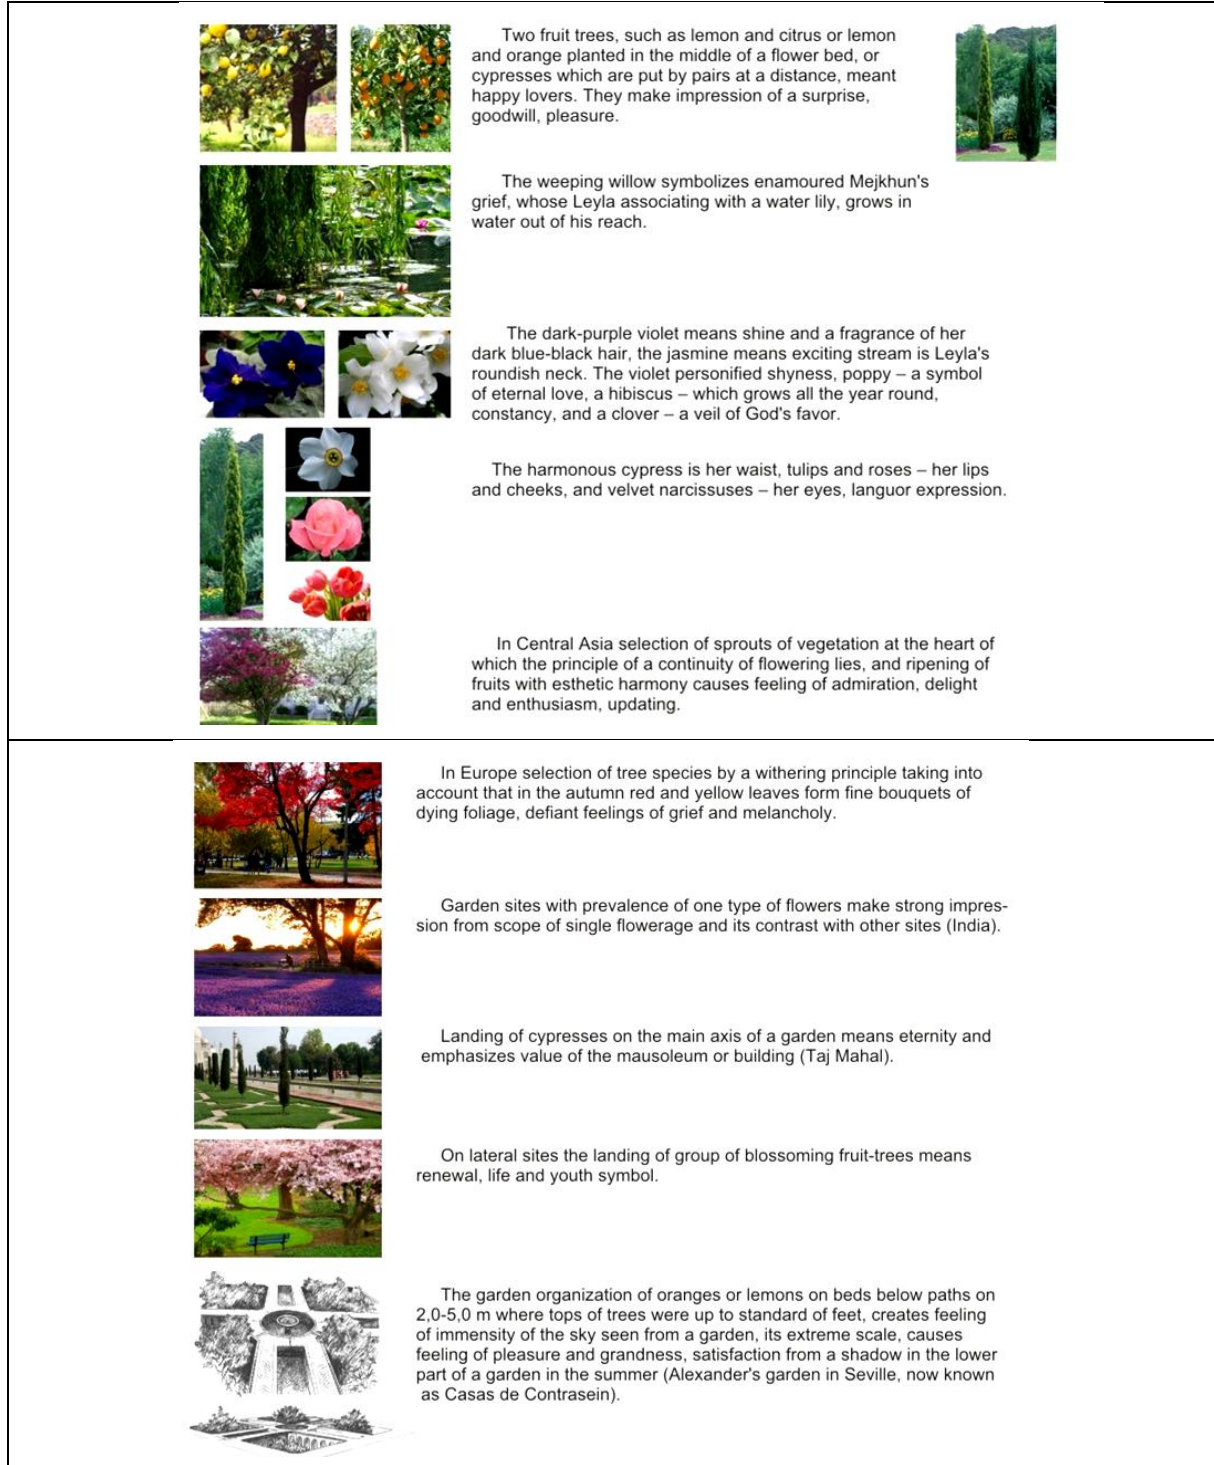 Two fruit trees, such as lemon and citrus or lemon
and orange planted in the middle of a flower bed, or
cypresses which are put by pairs at a distance, meant
happy lovers. They make impression of a surprise,
goodwill, pleasure.
The weeping willow symbolizes enamoured Mejkhun's
grief, whose Leyla associating with a water lily, grows in
water out of his reach.
The dark-purple violet means shine and a fragrance of her
dark blue-black hair, the jasmine means exciting stream is Leyla's
roundish neck. The violet personified shyness, poppy – a symbol
of eternal love, a hibiscus – which grows all the year round,
constancy, and a clover – a veil of God's favor.
The harmonous cypress is her waist, tulips and roses – her lips
and cheeks, and velvet narcissuses – her eyes, languor expression.
In Central Asia selection of sprouts of vegetation at the heart of
which the principle of a continuity of flowering lies, and ripening of
fruits with esthetic harmony causes feeling of admiration, delight
and enthusiasm, updating.
In Europe selection of tree species by a withering principle taking into
account that in the autumn red and yellow leaves form fine bouquets of
dying foliage, defiant feelings of grief and melancholy.
Garden sites with prevalence of one type of flowers make strong impres-
sion from scope of single flowerage and its contrast with other sites (India).
Landing of cypresses on the main axis of a garden means eternity and
emphasizes value of the mausoleum or building (Taj Mahal).
On lateral sites the landing of group of blossoming fruit-trees means
renewal, life and youth symbol.
The garden organization of oranges or lemons on beds below paths on
2,0-5,0 m where tops of trees were up to standard of feet, creates feeling
of immensity of the sky seen from a garden, its extreme scale, causes
feeling of pleasure and grandness, satisfaction from a shadow in the lower
part of a garden in the summer (Alexander's garden in Seville, now known
as Casas de Contrasein).